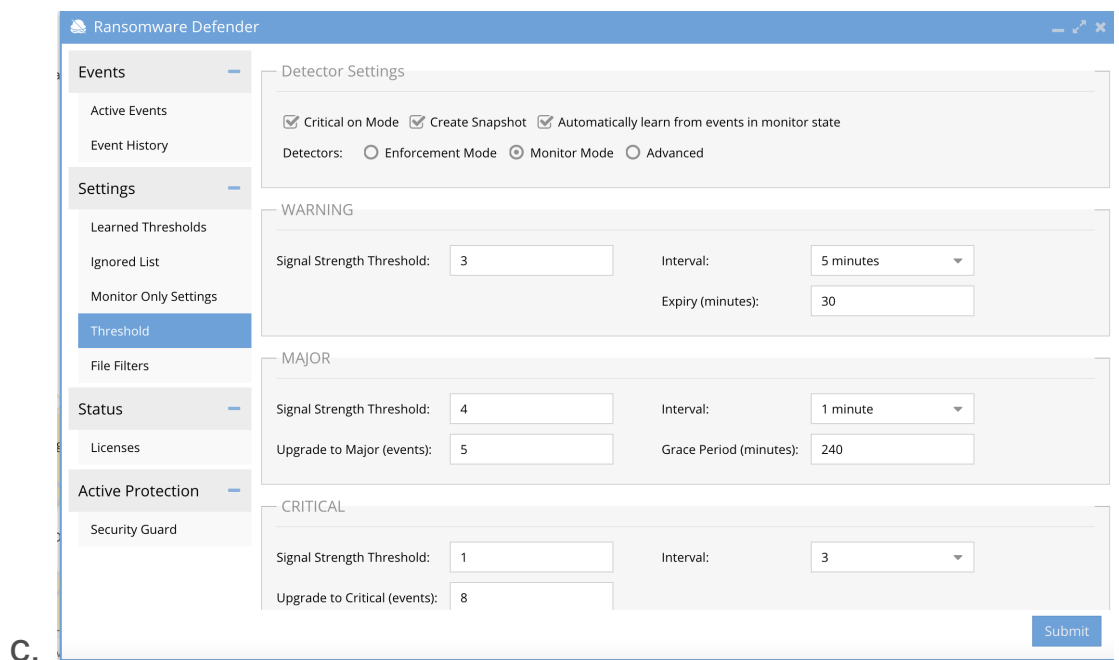 Ransomware Defender
Events
Active Events
Event History
Settings
Learned Thresholds
Ignored List
Monitor Only Settings
Threshold
File Filters
Status
Licenses
Active Protection
Security Guard
Detector Settings
Critical on Mode Create Snapshot Automatically learn from events in monitor state
Detectors: Enforcement Mode Monitor Mode Advanced
WARNING
Signal Strength Threshold: 3 Interval: 5 minutes
Expiry (minutes): 30
MAJOR
Signal Strength Threshold: 4 Interval: 1 minute
Upgrade to Major (events): 5 Grace Period (minutes): 240
CRITICAL
Signal Strength Threshold: 1 Interval: 3
Upgrade to Critical (events): 8
Submit
C.